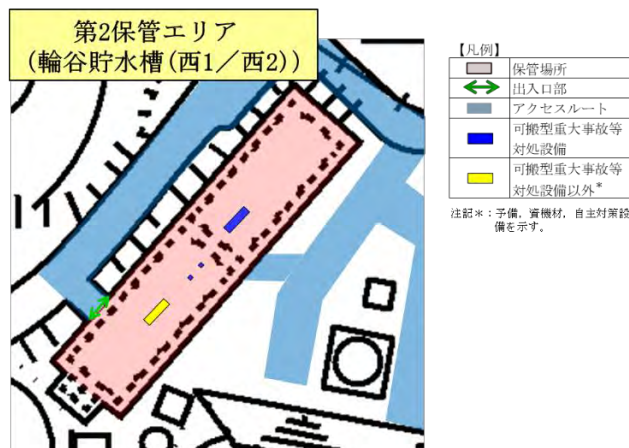 第2保管エリア
(輪谷貯水槽(西1／西2))
【凡例】
保管場所
出入口部
アクセスルート
可搬型重大事故等
対処設備
可搬型重大事故等
対処設備以外*
注記＊：予備，資機材，自主対策設
備を示す。